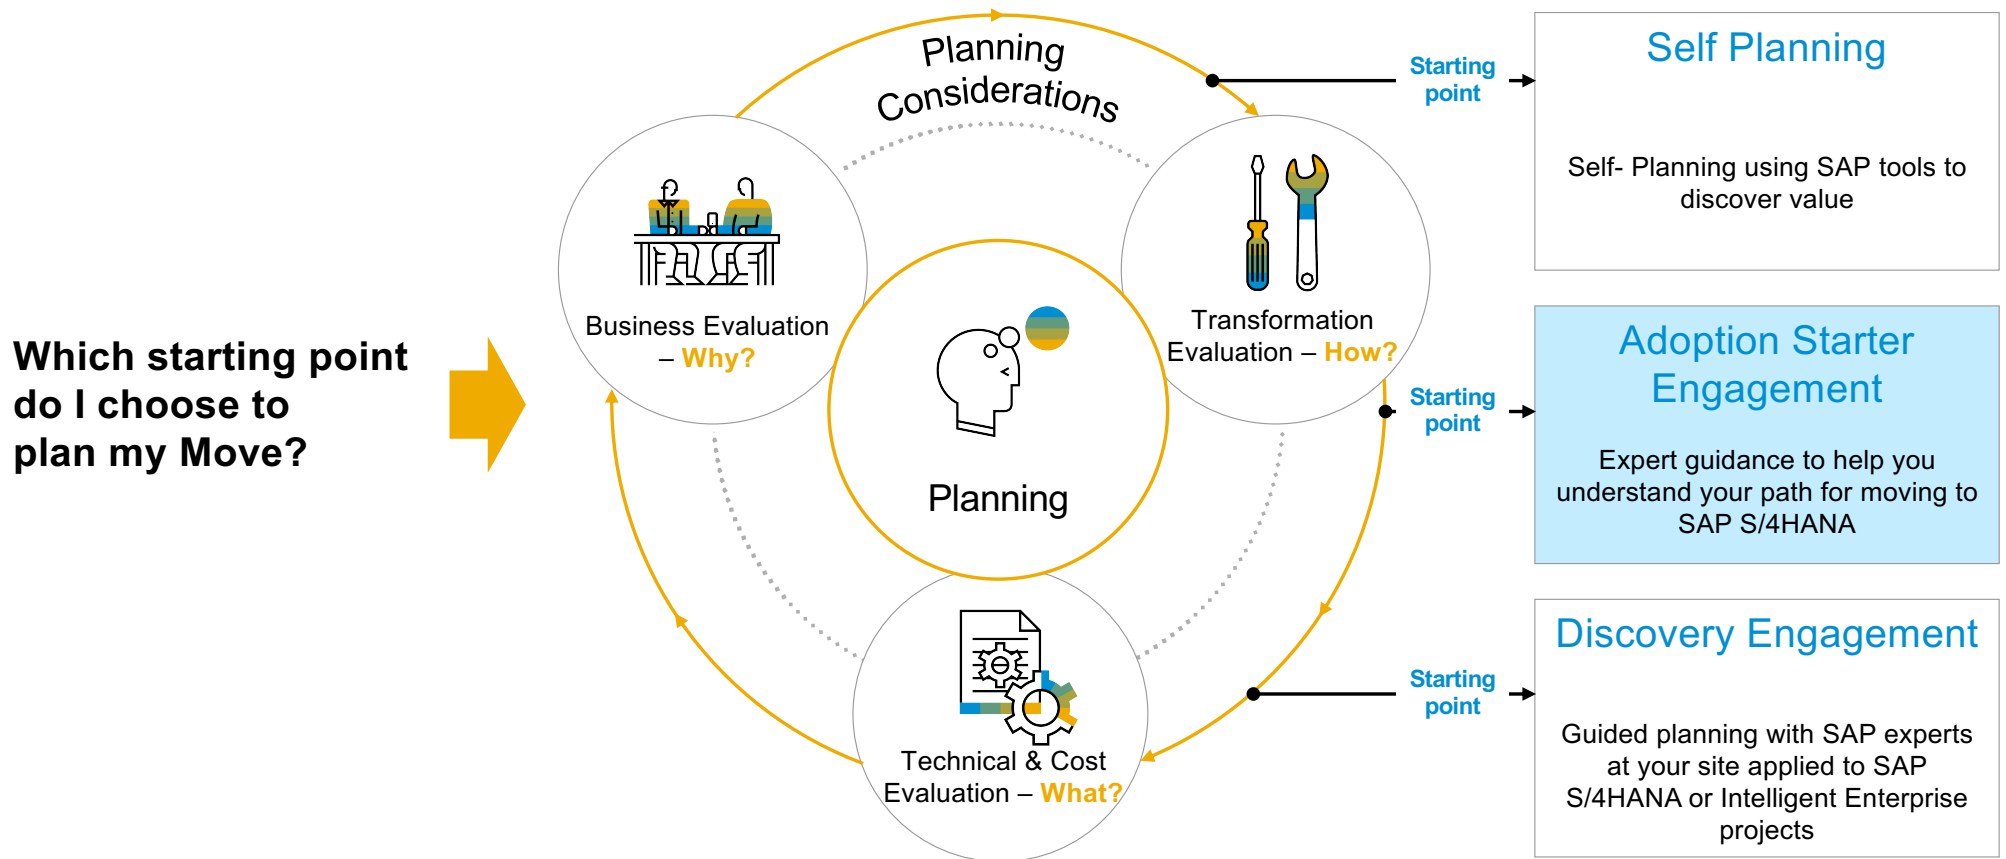 Which starting point
do I choose to
plan my Move?
Planning
Considerations
Business Evaluation
– Why?
Transformation
Evaluation – How?
Planning
Technical & Cost
Evaluation – What?
Starting
point
Self Planning
Self- Planning using SAP tools to
discover value
Starting
point
Adoption Starter
Engagement
Expert guidance to help you
understand your path for moving to
SAP S/4HANA
Starting
point
Discovery Engagement
Guided planning with SAP experts
at your site applied to SAP
S/4HANA or Intelligent Enterprise
projects